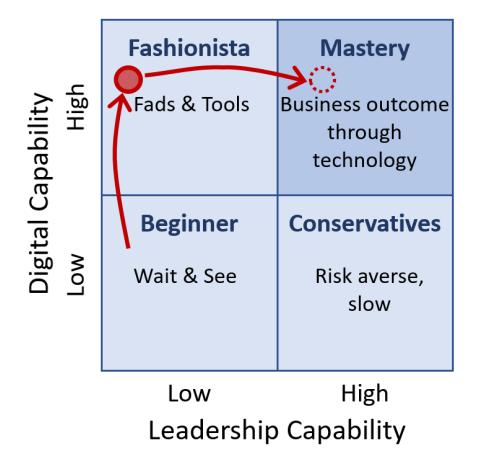 Fashionista
Mastery
Fads & Tools
Business outcome
through
technology
Beginner
Conservatives
Wait & See
Risk averse,
slow
Digital Capability
High
Low
Low
High
Leadership Capability